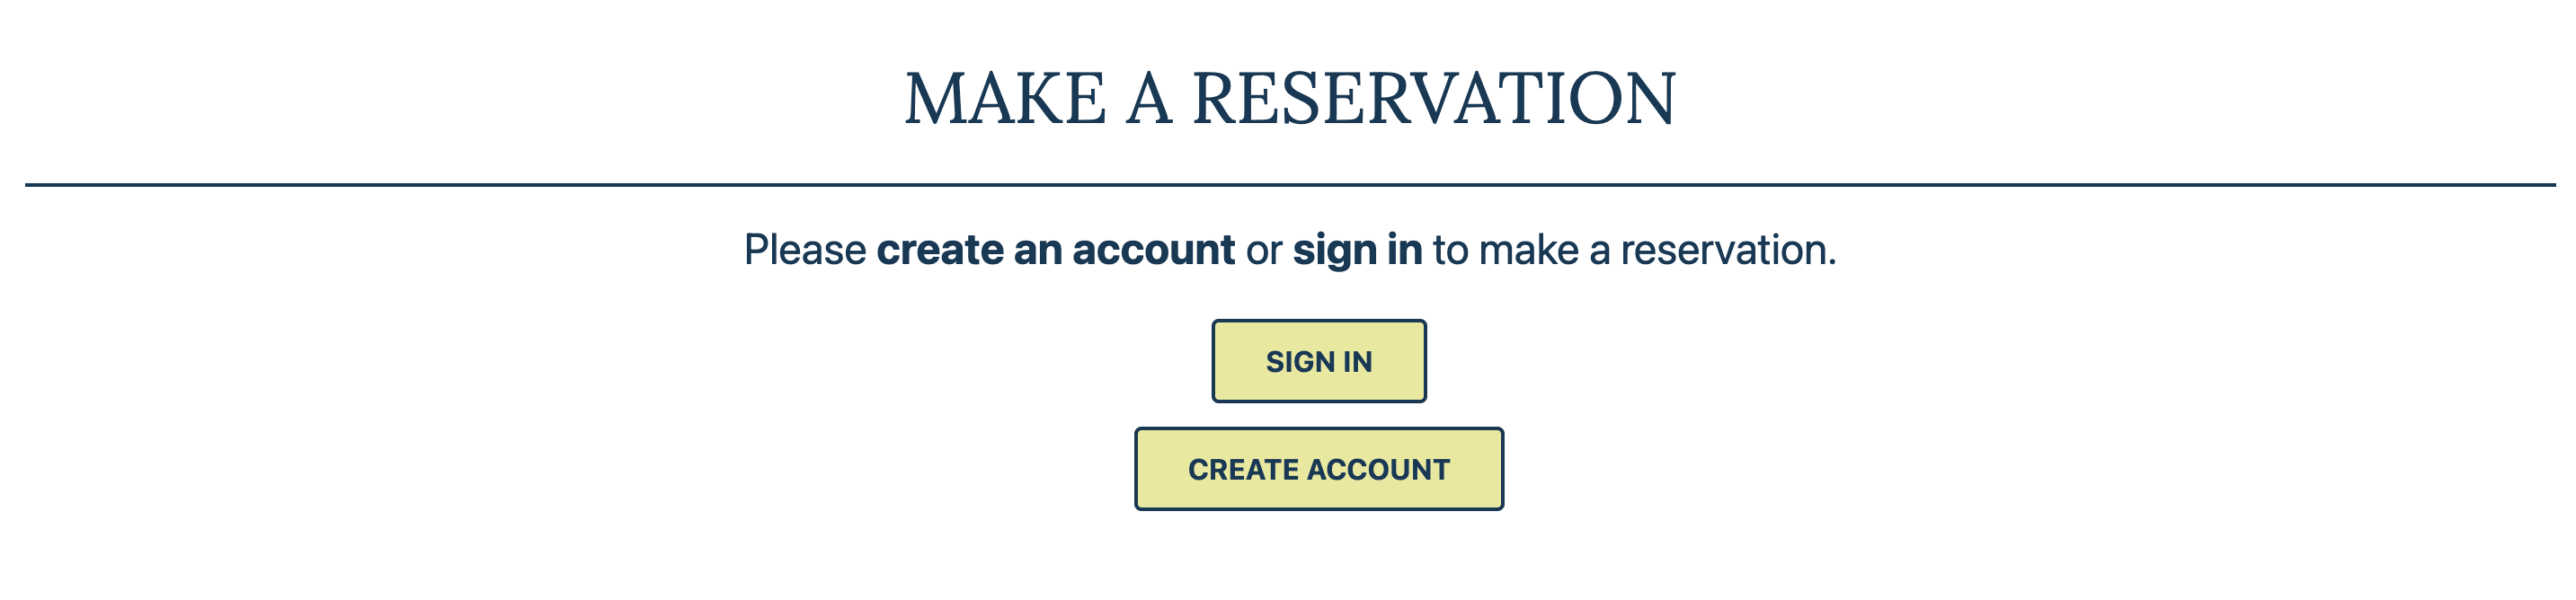 MAKE A RESERVATION
Please create an account or sign in to make a reservation.
SIGN IN
CREATE ACCOUNT